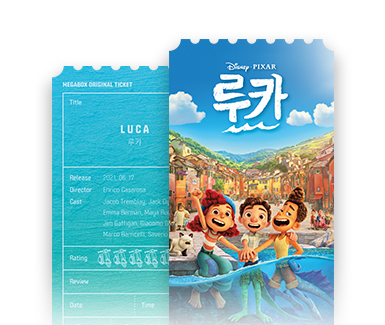 MEGABOX ORIGINAL TICKET
Title
LUCA
루카
Release 2021. 06. 17
Director Enrico Casarosa
Cast Jacob Tremblay, Jack
Emma Berman, Maya
Jim Gaffigan, Giacomo
Marco Barricelli, Saverio
Rating
Review
Date Time
Disney · PIXAR
루카